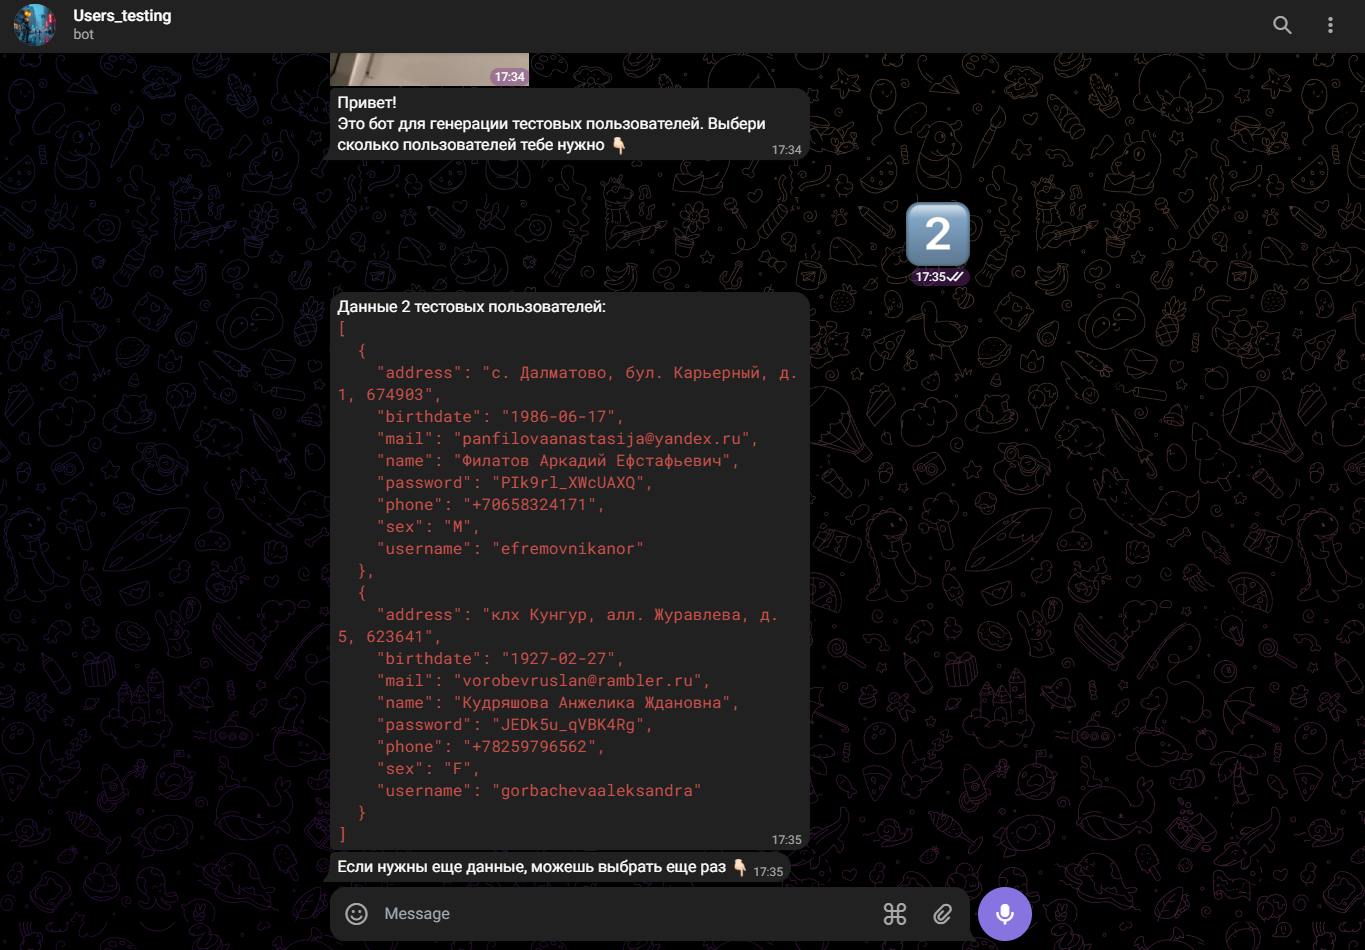 Users_testing
bot
17:34
Привет!
Это бот для генерации тестовых пользователей. Выбери
сколько пользователей тебе нужно 👇🏻
17:34
2
17:35
Данные 2 тестовых пользователей:
[
{
"address": "с. Далматово, бул. Карьерный, д.
1, 674903",
"birthdate": "1986-06-17",
"mail": "panfilovaanastasija@yandex.ru",
"name": "Филатов Аркадий Ефстафьевич",
"password": "PIk9rl_XWcUAXQ",
"phone": "+70658324171",
"sex": "M",
"username": "efremovnikanor"
},
{
"address": "клх Кунгур, алл. Журавлева, д.
5, 623641",
"birthdate": "1927-02-27",
"mail": "vorobevruslan@rambler.ru",
"name": "Кудряшова Анжелика Ждановна",
"password": "JEDk5u_qVBK4Rg",
"phone": "+78259796562",
"sex": "F",
"username": "gorbachevaaleksandra"
}
]
17:35
Если нужны еще данные, можешь выбрать еще раз 👇🏻
17:35
Message